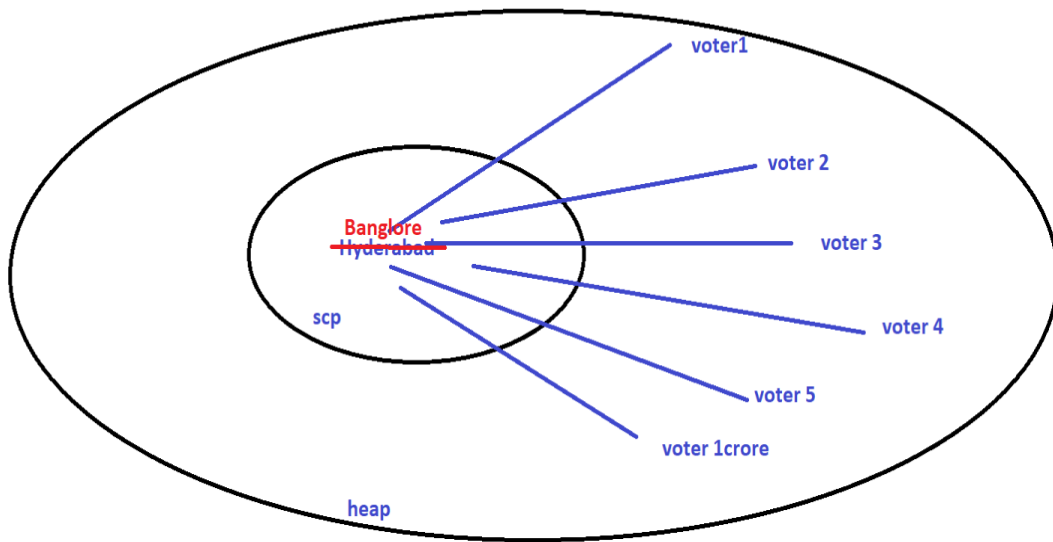 voter1
voter 2
Banglore
Hyderabad
voter 3
scp
voter 4
voter 5
voter 1crore
heap